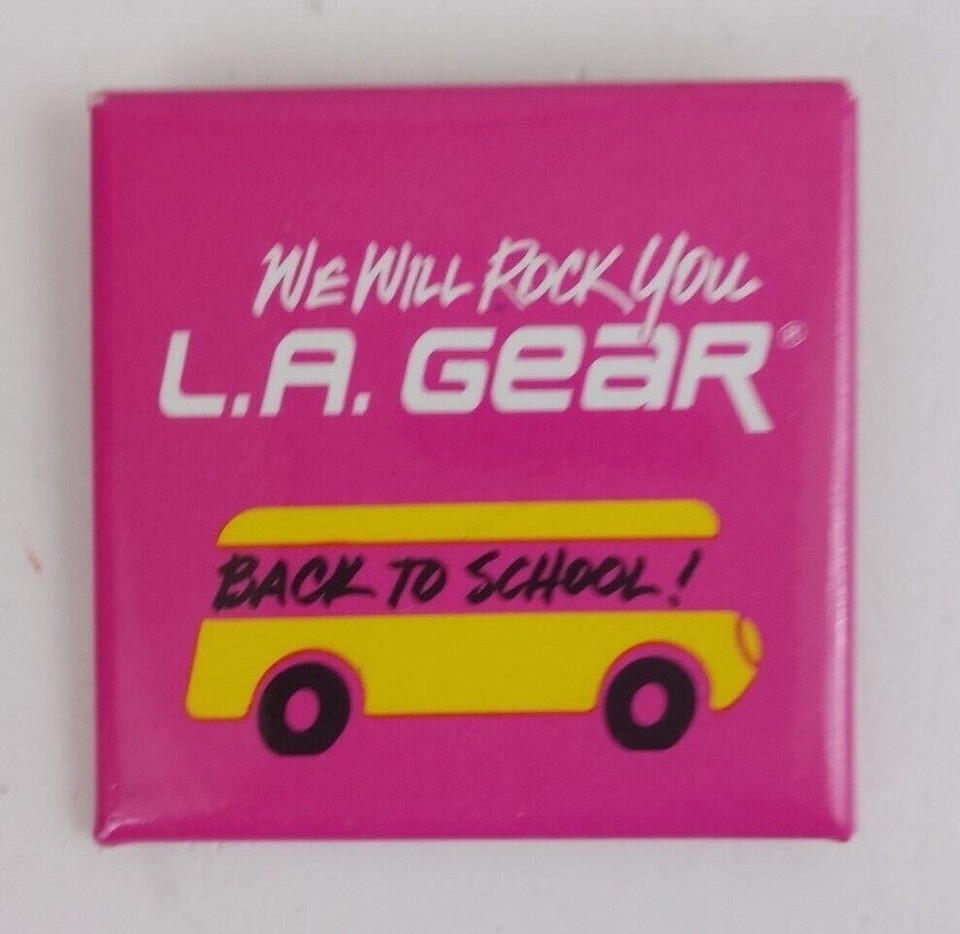 We Will Rock You
L.A. Gear®
Back to School!